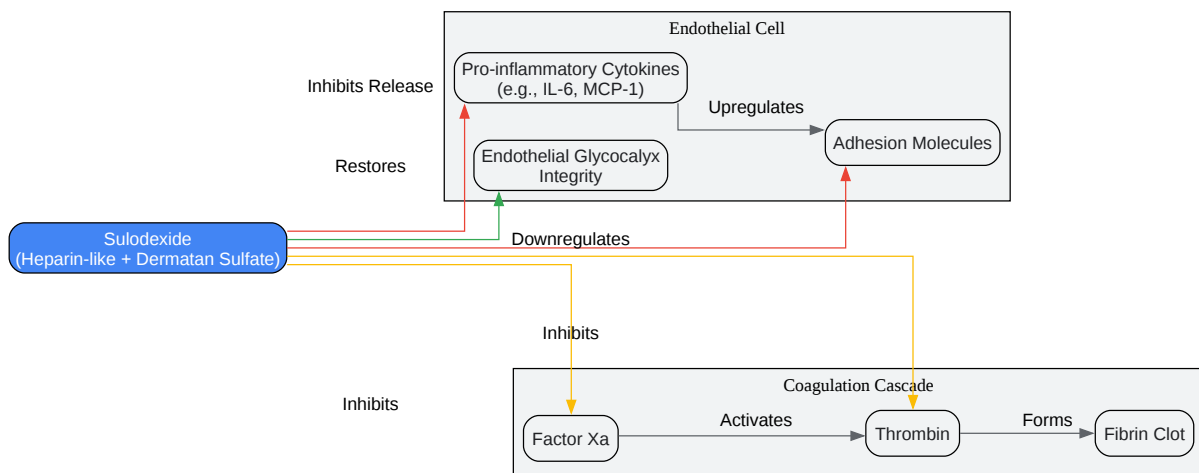 Endothelial Cell
Inhibits Release
Pro-inflammatory Cytokines
(e.g., IL-6, MCP-1)
Upregulates
Adhesion Molecules
Restores
Endothelial Glycocalyx
Integrity
Sulodexide
(Heparin-like + Dermatan Sulfate)
Downregulates
Inhibits
Coagulation Cascade
Inhibits
Factor Xa
Activates
Thrombin
Forms
Fibrin Clot